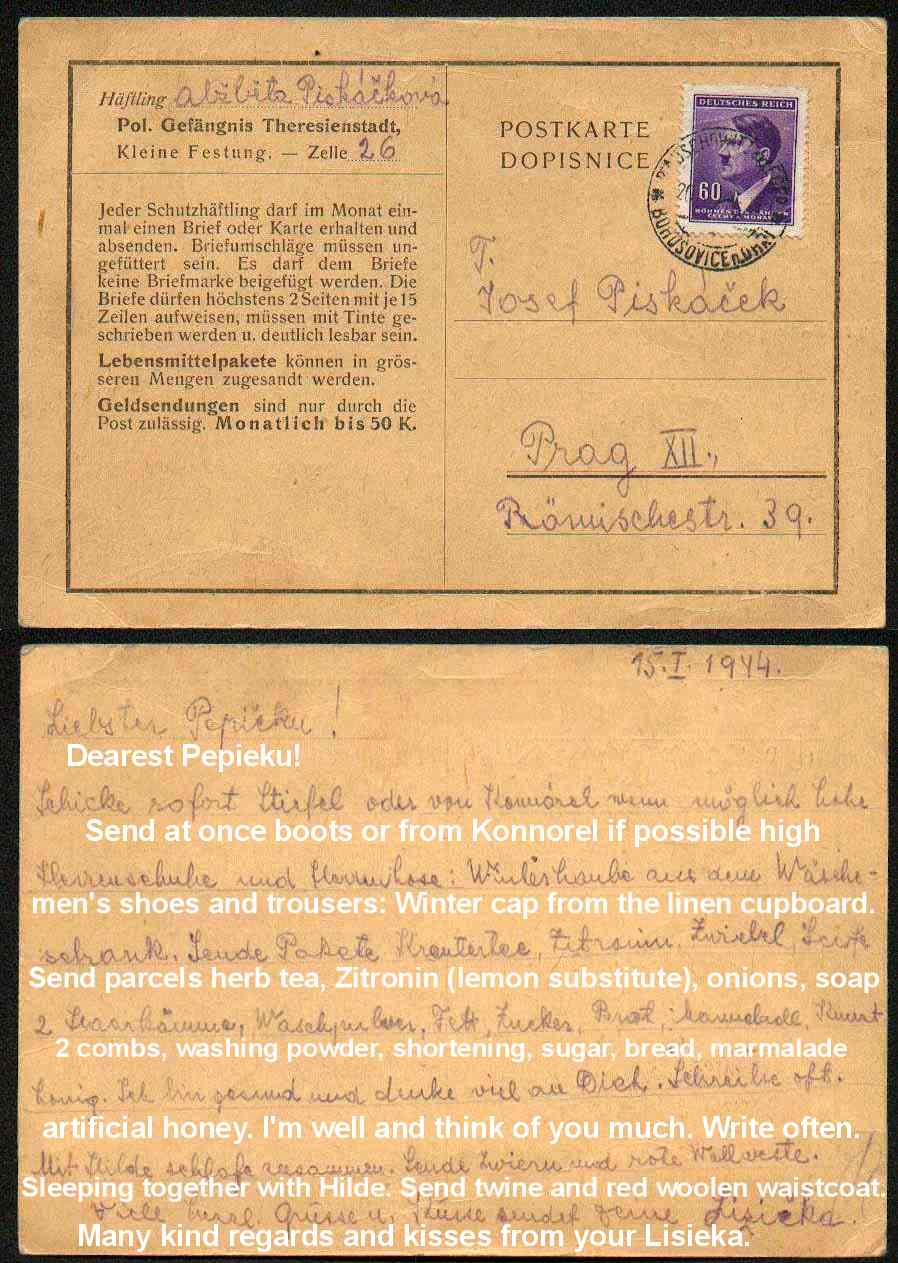 Häftling Alžběta Piskáčková
Pol. Gefängnis Theresienstadt,
Kleine Festung. — Zelle 26
Jeder Schutzhäftling darf im Monat ein-
mal einen Brief oder Karte erhalten und
absenden. Briefumschläge müssen un-
gefüttert sein. Es darf dem Briefe
keine Briefmarke beigefügt werden. Die
Briefe dürfen höchstens 2 Seiten mit je 15
Zeilen aufweisen, müssen mit Tinte ge-
schrieben werden u. deutlich lesbar sein.
Lebensmittelpakete können in grös-
seren Mengen zugesandt werden.
Geldsendungen sind nur durch die
Post zulässig. Monatlich bis 50 K.
POSTKARTE
DOPISNICE
DEUTSCHES REICH
60
BÖHMEN UND MÄHREN
ČECHY A MORAVA
T.
Josef Piskáček
Prag XII.,
Römischestr. 39.
15.I.1944.
Liebster Pepičku!
Dearest Pepieku!
Schicke sofort Stiefel oder von wenn möglich hohe
Send at once boots or from Konnorel if possible high
Herrenschuhe und Herrenhose: Winterhaube aus dem Wäsche-
men's shoes and trousers: Winter cap from the linen cupboard.
schrank. Sende Pakete Kräutertee, Zitronin, Zwiebel, Seife
Send parcels herb tea, Zitronin (lemon substitute), onions, soap
2 Haarkämme, Waschpulver, Fett, Zucker, Brot, Marmelade, Kunst
2 combs, washing powder, shortening, sugar, bread, marmalade
honig. Ich bin gesund und denke viel an Dich. Schreibe oft.
artificial honey. I'm well and think of you much. Write often.
Mit Hilde schlafe zusammen. Sende Zwirn und rote Wollweste.
Sleeping together with Hilde. Send twine and red woolen waistcoat.
Viele herzl. Grüsse u. Küsse sendet Lisička.
Many kind regards and kisses from your Lisieka.